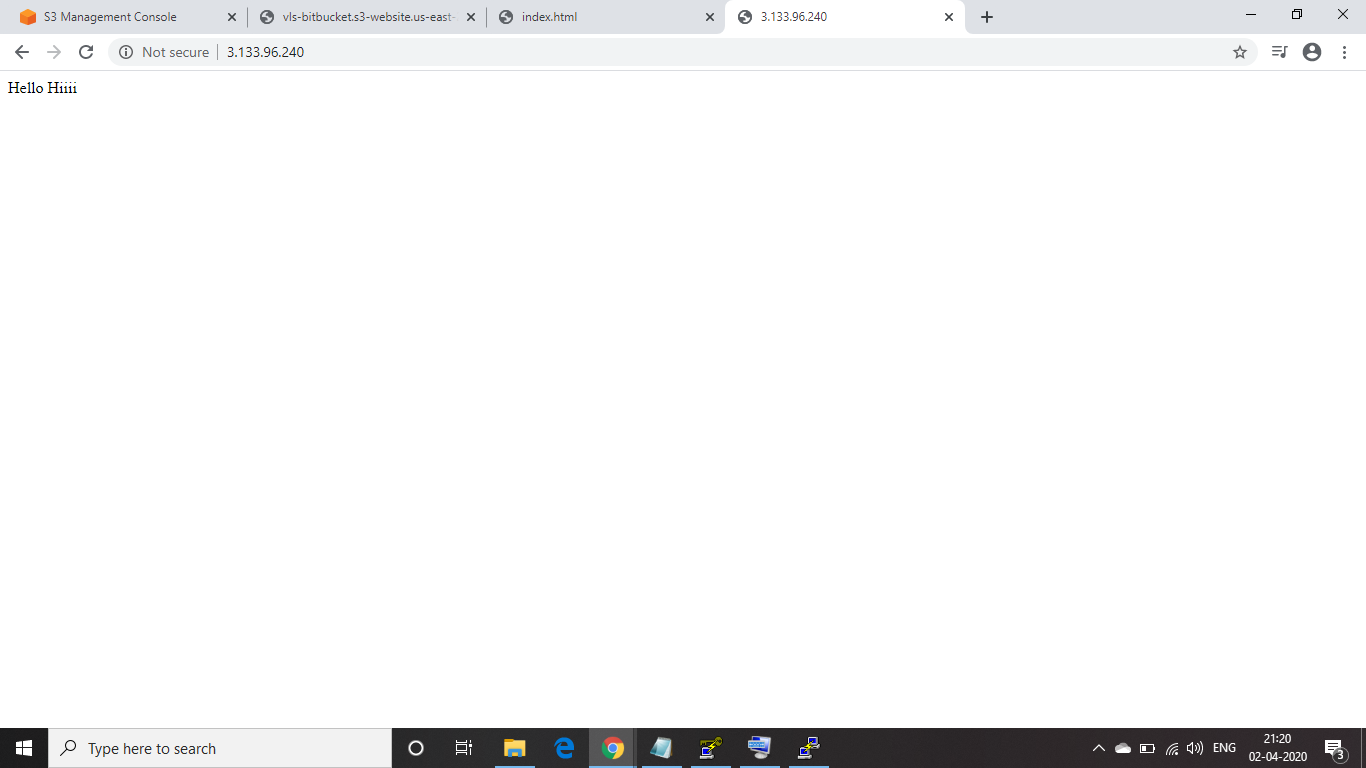 S3 Management Console
vls-bitbucket.s3-website.us-east-
index.html
3.133.96.240
Not secure
3.133.96.240
Hello Hiiii
Type here to search
ENG
21:20
02-04-2020
3